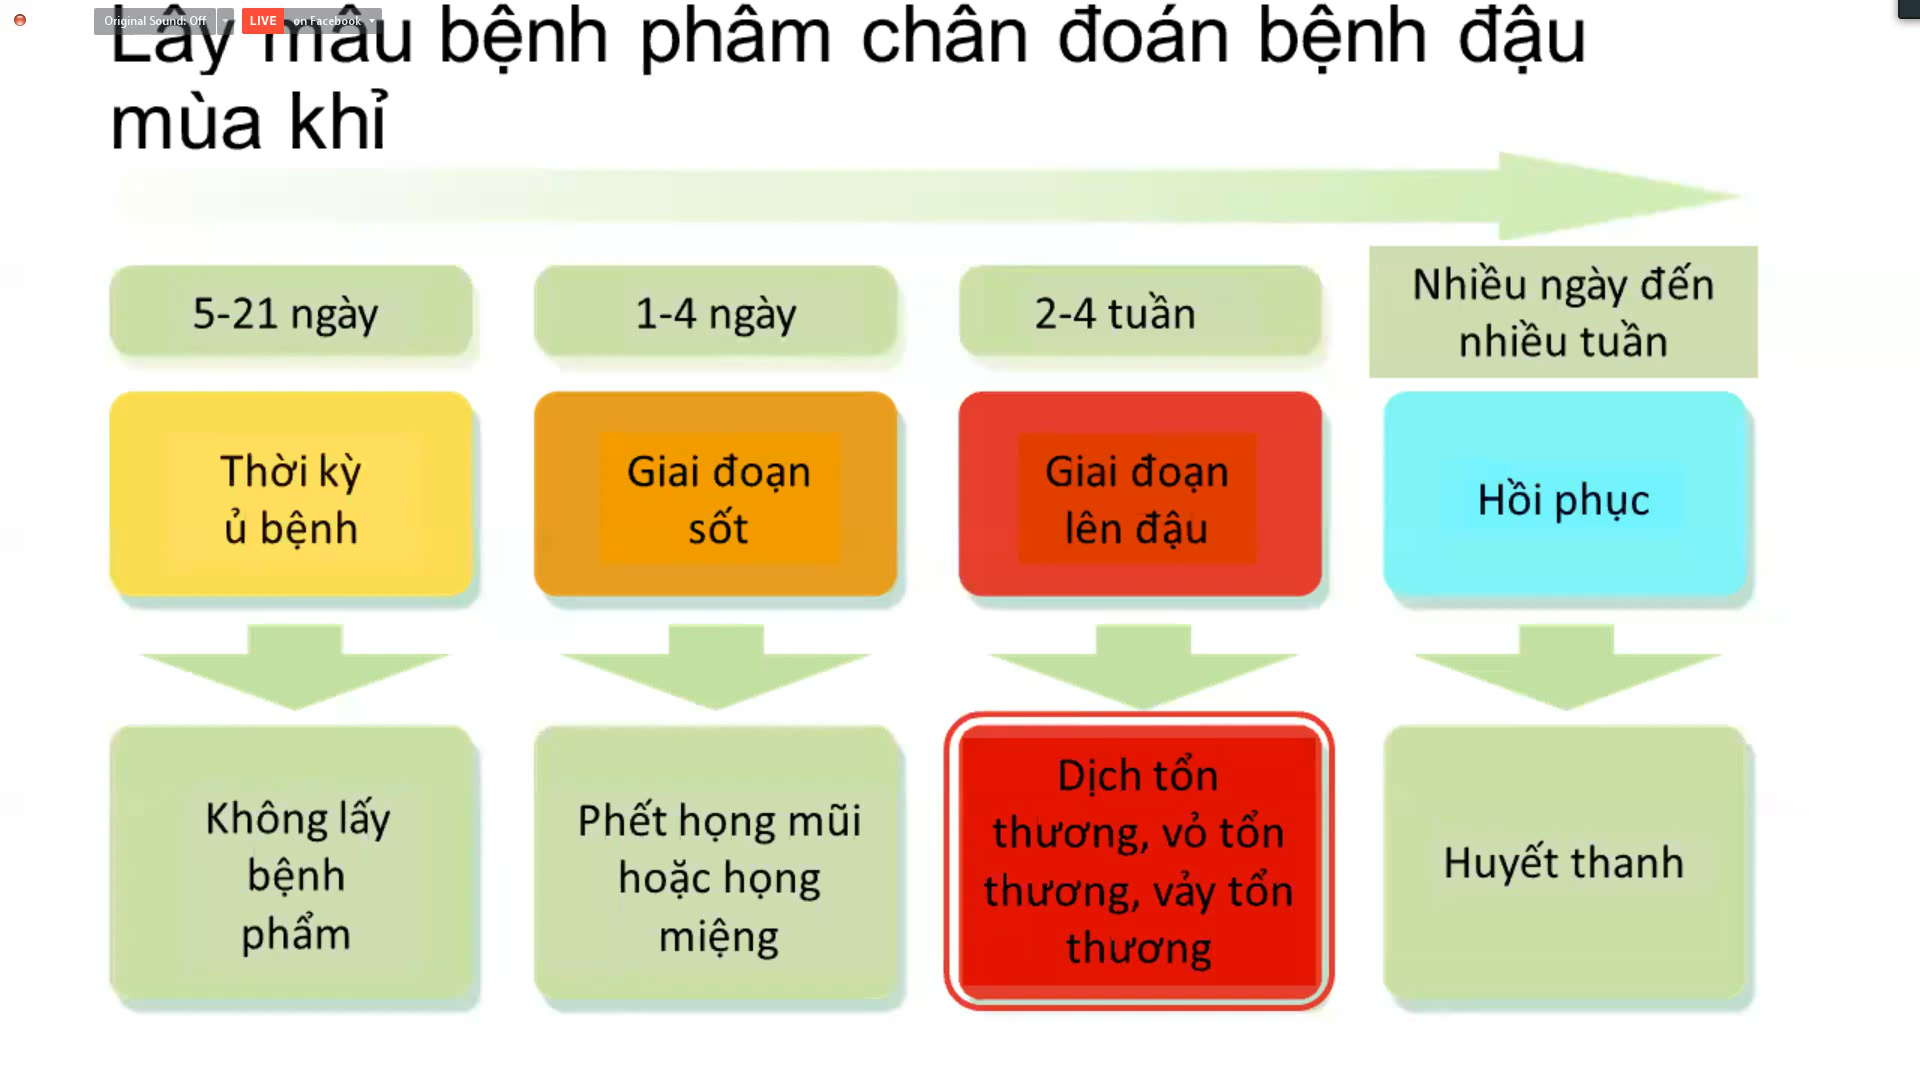 Original Sound: Off
LIVE
on Facebook
Lấy mẫu bệnh phẩm chẩn đoán bệnh đậu
mùa khỉ
5-21 ngày
1-4 ngày
2-4 tuần
Nhiều ngày đến
nhiều tuần
Thời kỳ
ủ bệnh
Giai đoạn
sốt
Giai đoạn
lên đậu
Hồi phục
Không lấy
bệnh
phẩm
Phết họng mũi
hoặc họng
miệng
Dịch tổn
thương, vỏ tổn
thương, vảy tổn
thương
Huyết thanh